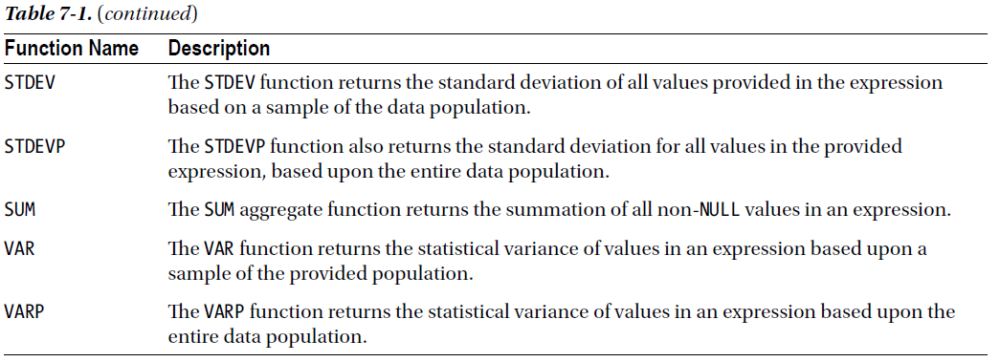 Table 7-1. (continued)
Function Name Description
STDEV The STDEV function returns the standard deviation of all values provided in the expression
based on a sample of the data population.
STDEVP The STDEVP function also returns the standard deviation for all values in the provided
expression, based upon the entire data population.
SUM The SUM aggregate function returns the summation of all non-NULL values in an expression.
VAR The VAR function returns the statistical variance of values in an expression based upon a
sample of the provided population.
VARP The VARP function returns the statistical variance of values in an expression based upon the
entire data population.